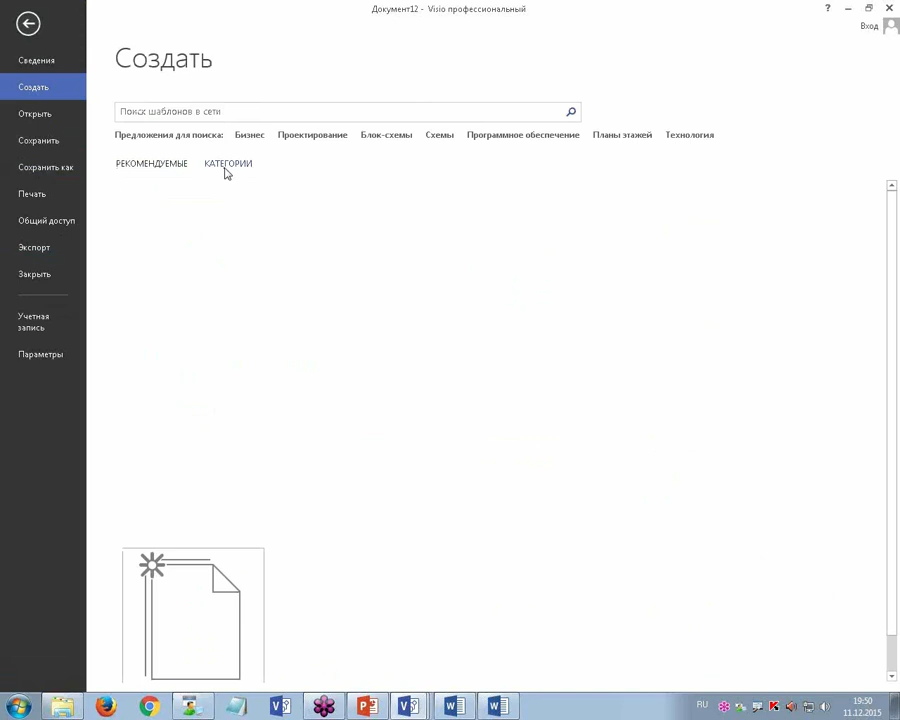 Документ12 - Visio профессиональный
?
Вход
Сведения
Создать
Открыть
Сохранить
Сохранить как
Печать
Общий доступ
Экспорт
Закрыть
Учетная
запись
Параметры
Создать
Поиск шаблонов в сети
Предложения для поиска: Бизнес Проектирование Блок-схемы Схемы Программное обеспечение Планы этажей Технология
РЕКОМЕНДУЕМЫЕ КАТЕГОРИИ
RU
19:50
11.12.2015